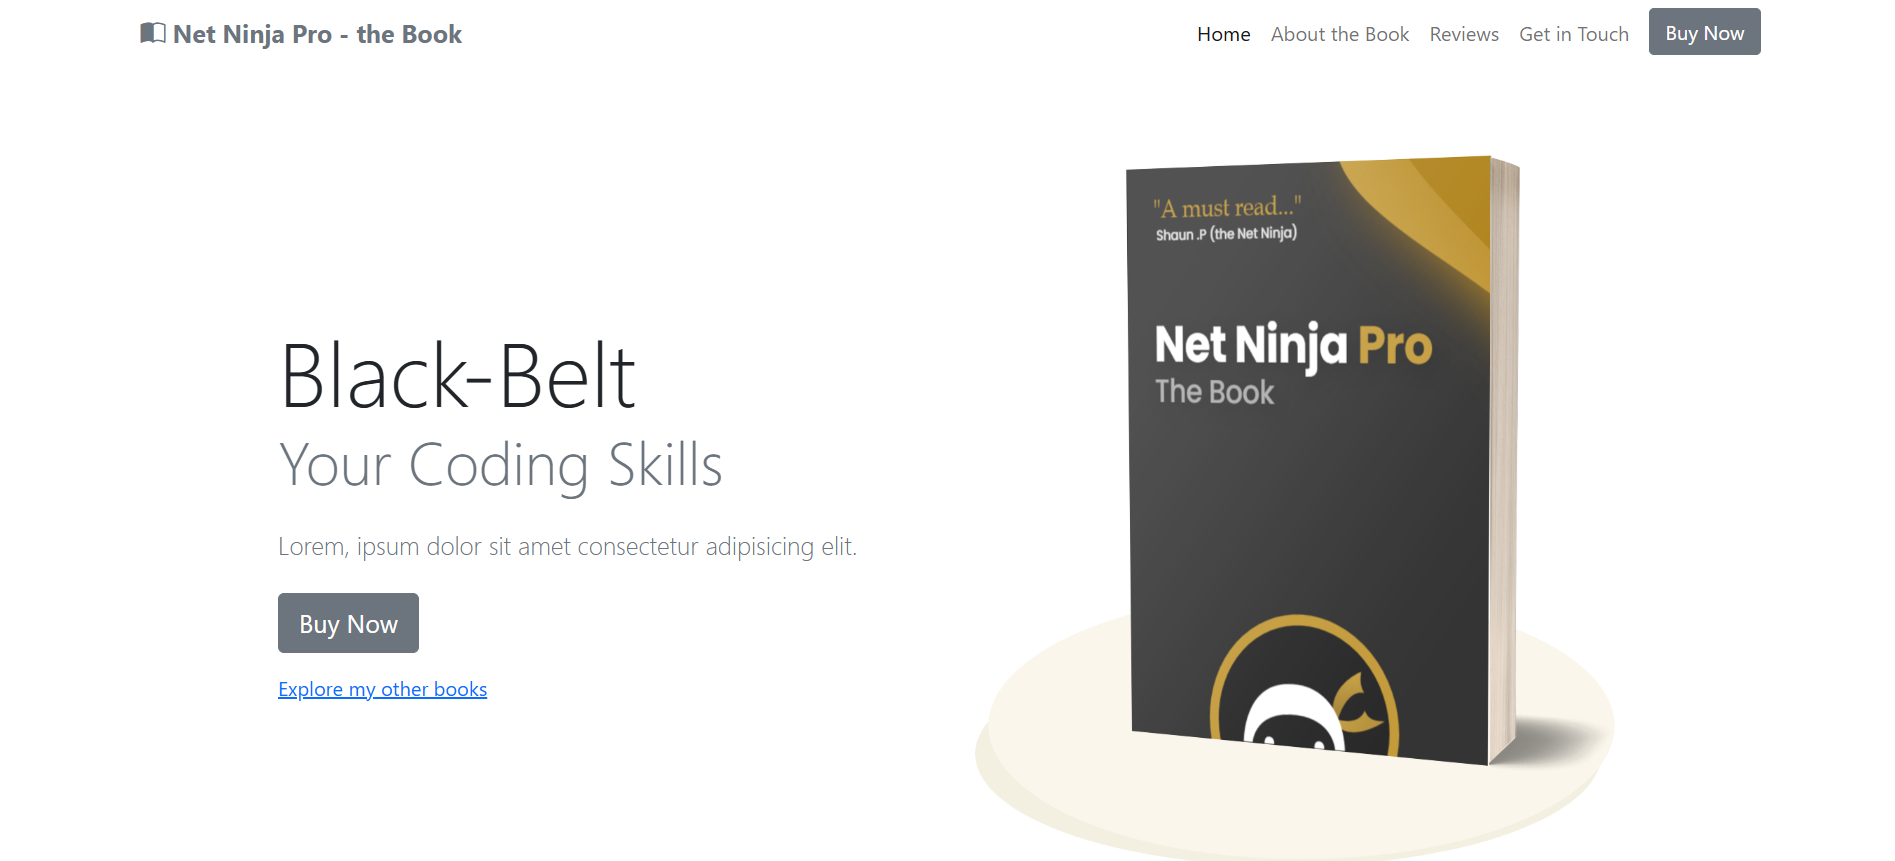 Net Ninja Pro - the Book
Home About the Book Reviews Get in Touch Buy Now
Black-Belt
Your Coding Skills
Lorem, ipsum dolor sit amet consectetur adipisicing elit.
Buy Now
Explore my other books
"A must read..."
Shaun .P (the Net Ninja)
Net Ninja Pro
The Book